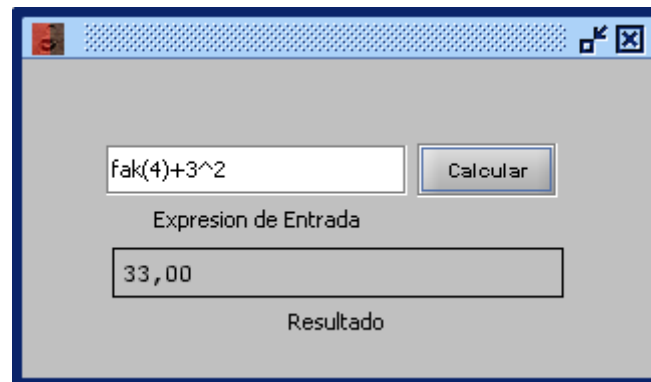 fak(4)+3^2
Calcular
Expresion de Entrada
33,00
Resultado